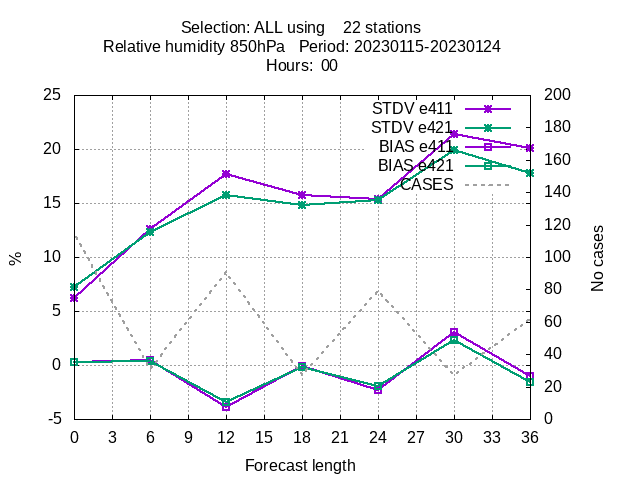 Selection: ALL using    22 stations
Relative humidity 850hPa   Period: 20230115-20230124
Hours:  00
25
20
15
10
5
0
-5
%
200
180
160
140
120
100
80
60
40
20
0
No cases
STDV e411
STDV e421
BIAS e411
BIAS e421
CASES
0 3 6 9 12 15 18 21 24 27 30 33 36
Forecast length